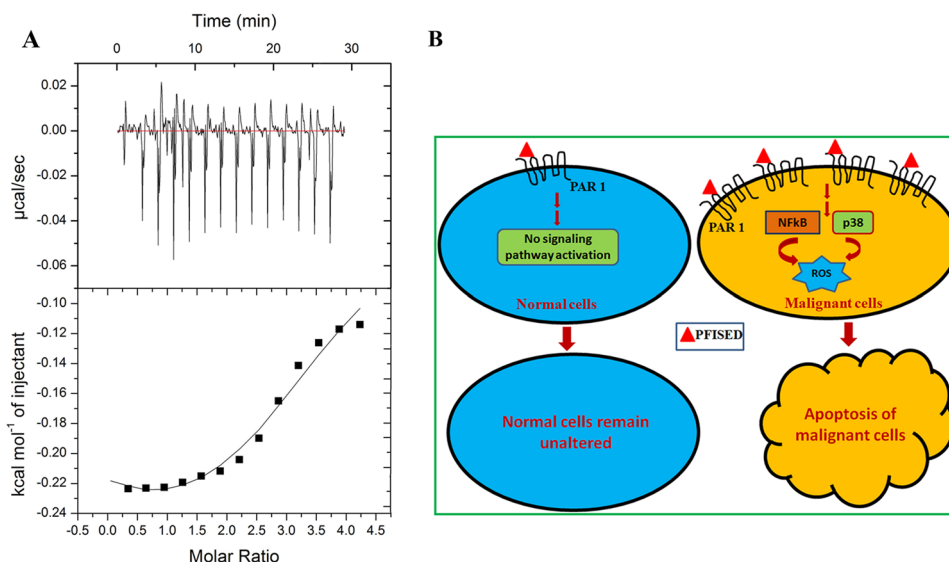 A
Time (min)
0 10 20 30
0.02
0.00
-0.02
-0.04
-0.06
µcal/sec
-0.10
-0.12
-0.14
-0.16
-0.18
-0.20
-0.22
-0.24
kcal mol-1 of injectant
-0.5 0.0 0.5 1.0 1.5 2.0 2.5 3.0 3.5 4.0 4.5
Molar Ratio
B
PAR 1
No signaling
pathway activation
Normal cells
PAR 1
NFkB
p38
ROS
Malignant cells
PFISED
Normal cells remain
unaltered
Apoptosis of
malignant cells